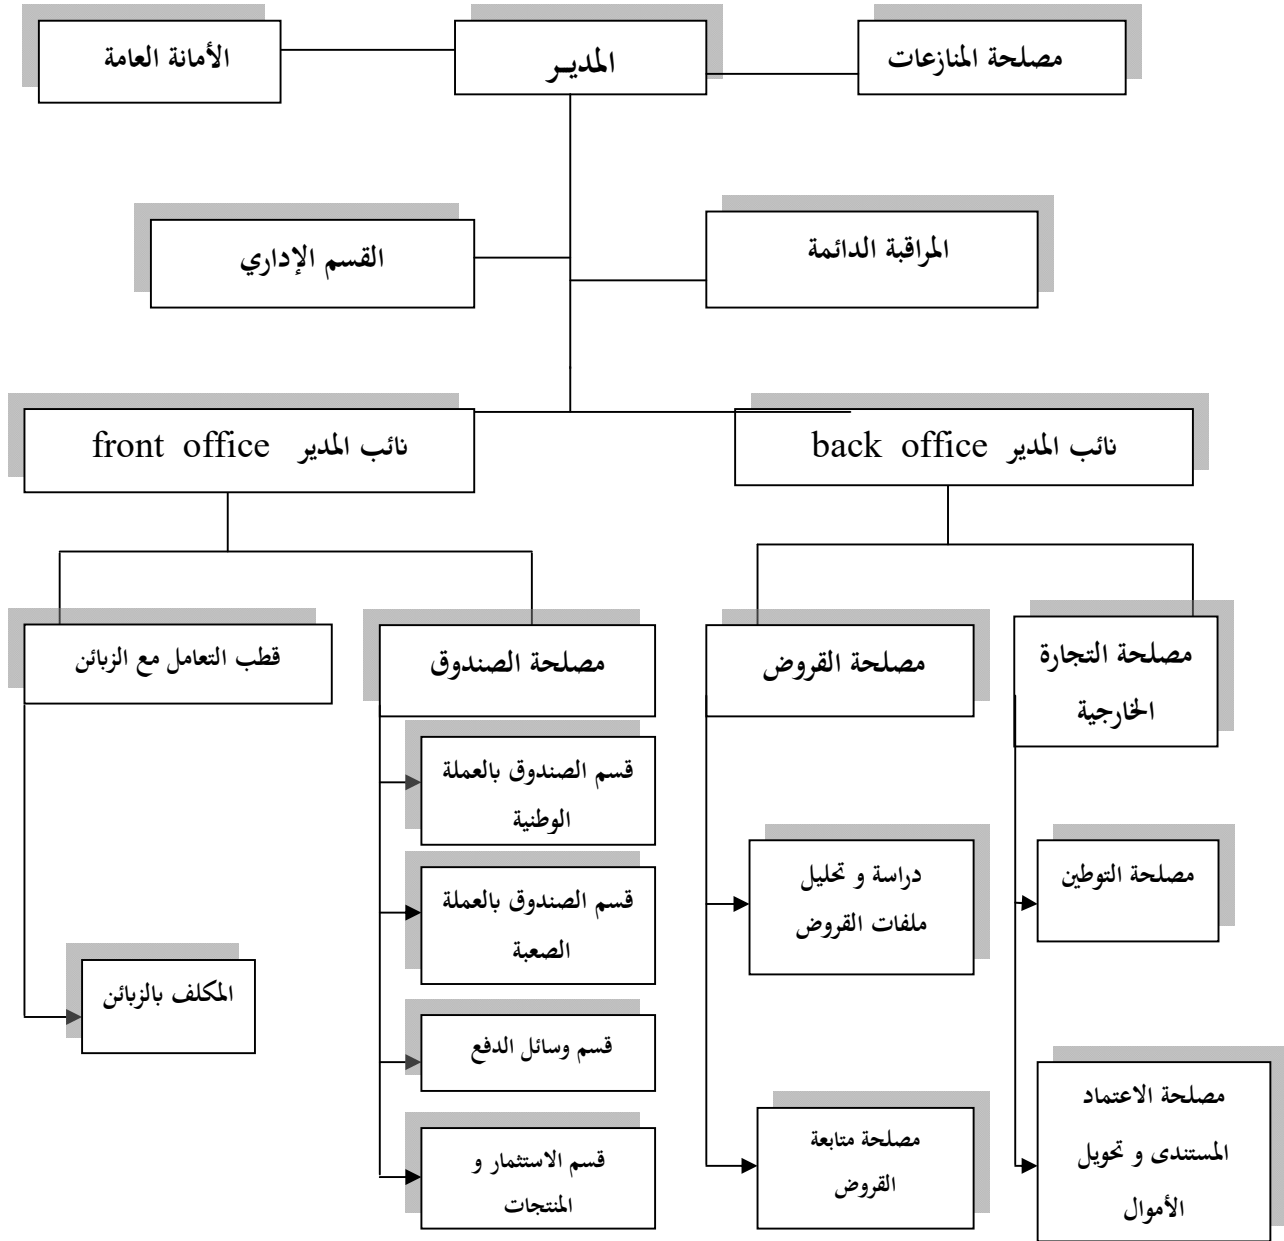 مصلحة المنازعات
المديـر
الأمانة العامة
المراقبة الدائمة
القسم الإداري
نائب المدير back office
نائب المدير front office
مصلحة التجارة
الخارجية
مصلحة القروض
مصلحة الصندوق
قطب التعامل مع الزبائن
مصلحة التوطين
مصلحة الاعتماد
المستندى و تحويل
الأموال
دراسة و تحليل
ملفات القروض
مصلحة متابعة
القروض
قسم الصندوق بالعملة
الوطنية
قسم الصندوق بالعملة
الصعبة
قسم وسائل الدفع
قسم الاستثمار و
المنتجات
المكلف بالزبائن